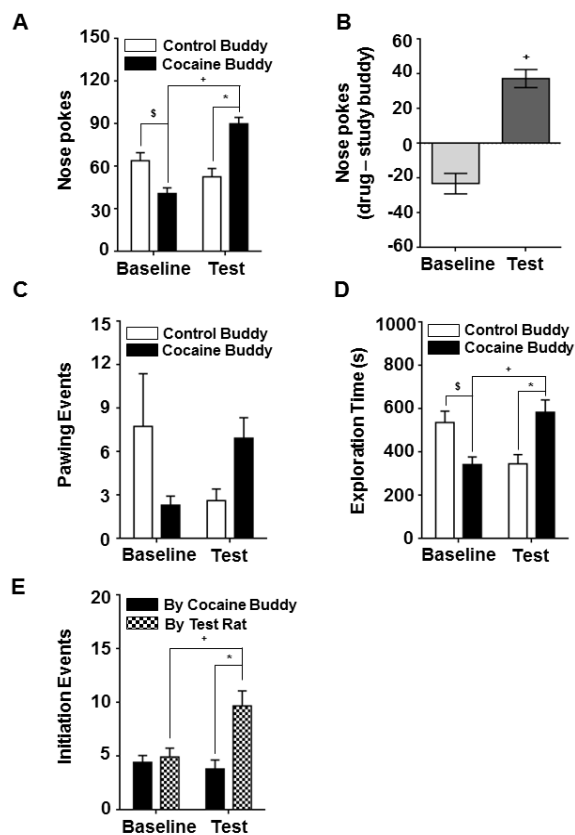 A
Control Buddy
Cocaine Buddy
Nose pokes
150
120
90
60
30
0
$
+
*
Baseline
Test
B
Nose pokes
(drug – study buddy)
60
40
20
0
-20
-40
-60
+
Baseline
Test
C
Control Buddy
Cocaine Buddy
Pawing Events
15
12
9
6
3
0
Baseline
Test
D
Control Buddy
Cocaine Buddy
Exploration Time (s)
1000
800
600
400
200
0
$
+
*
Baseline
Test
E
By Cocaine Buddy
By Test Rat
Initiation Events
20
15
10
5
0
+
*
Baseline
Test